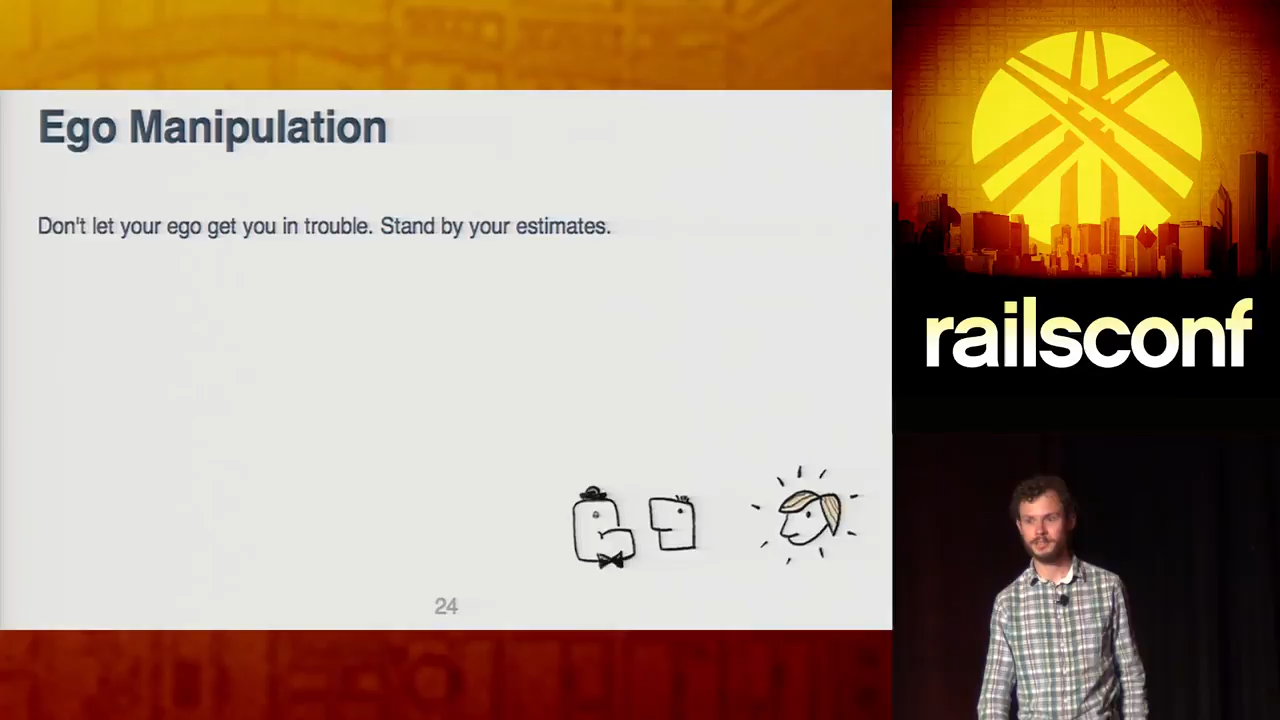 Ego Manipulation
Don't let your ego get you in trouble. Stand by your estimates.
24
railsconf